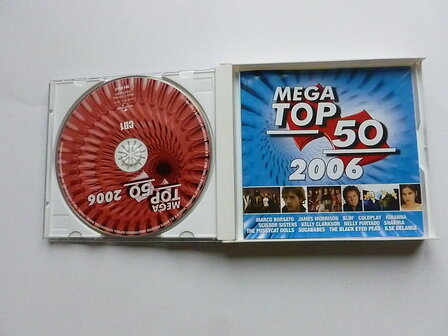 MEGA
TOP
50
2006
MARCO BORSATO JAMES MORRISON BLØF COLDPLAY RIHANNA
SCISSOR SISTERS KELLY CLARKSON NELLY FURTADO SHAKIRA
THE PUSSYCAT DOLLS SUGABABES THE BLACK EYED PEAS ILSE DELANGE
CD1
MEGA
TOP
50 2006